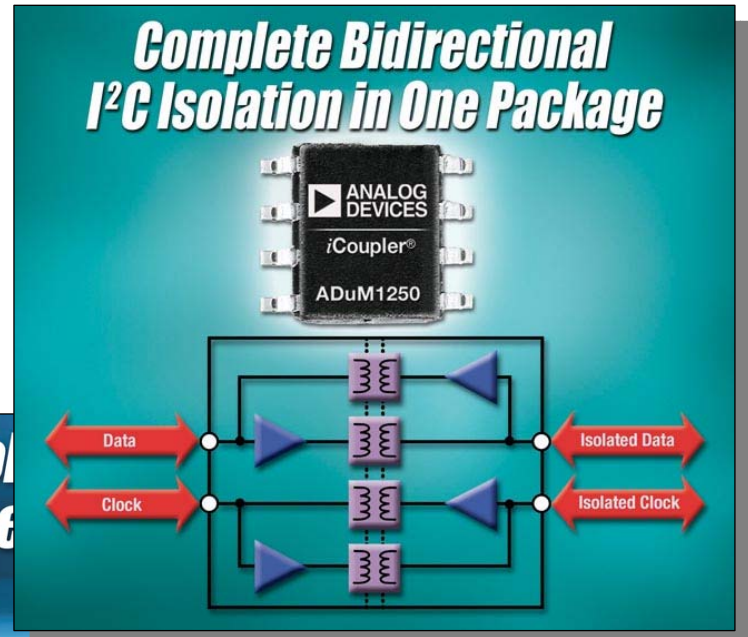 Complete Bidirectional
I²C Isolation in One Package
ANALOG
DEVICES
iCoupler®
ADuM1250
Data
Isolated Data
Clock
Isolated Clock